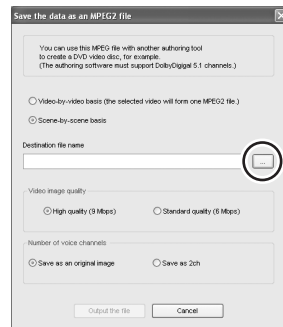 Save the data as an MPEG2 file
You can use this MPEG file with another authoring tool
to create a DVD video disc, for example.
(The authoring software must support DolbyDigigal 5.1 channels.)
Video-by-video basis (the selected video will form one MPEG2 file.)
Scene-by-scene basis
Destination file name
...
Video image quality
High quality (9 Mbps) Standard quality (6 Mbps)
Number of voice channels
Save as an original image Save as 2ch
Output the file Cancel